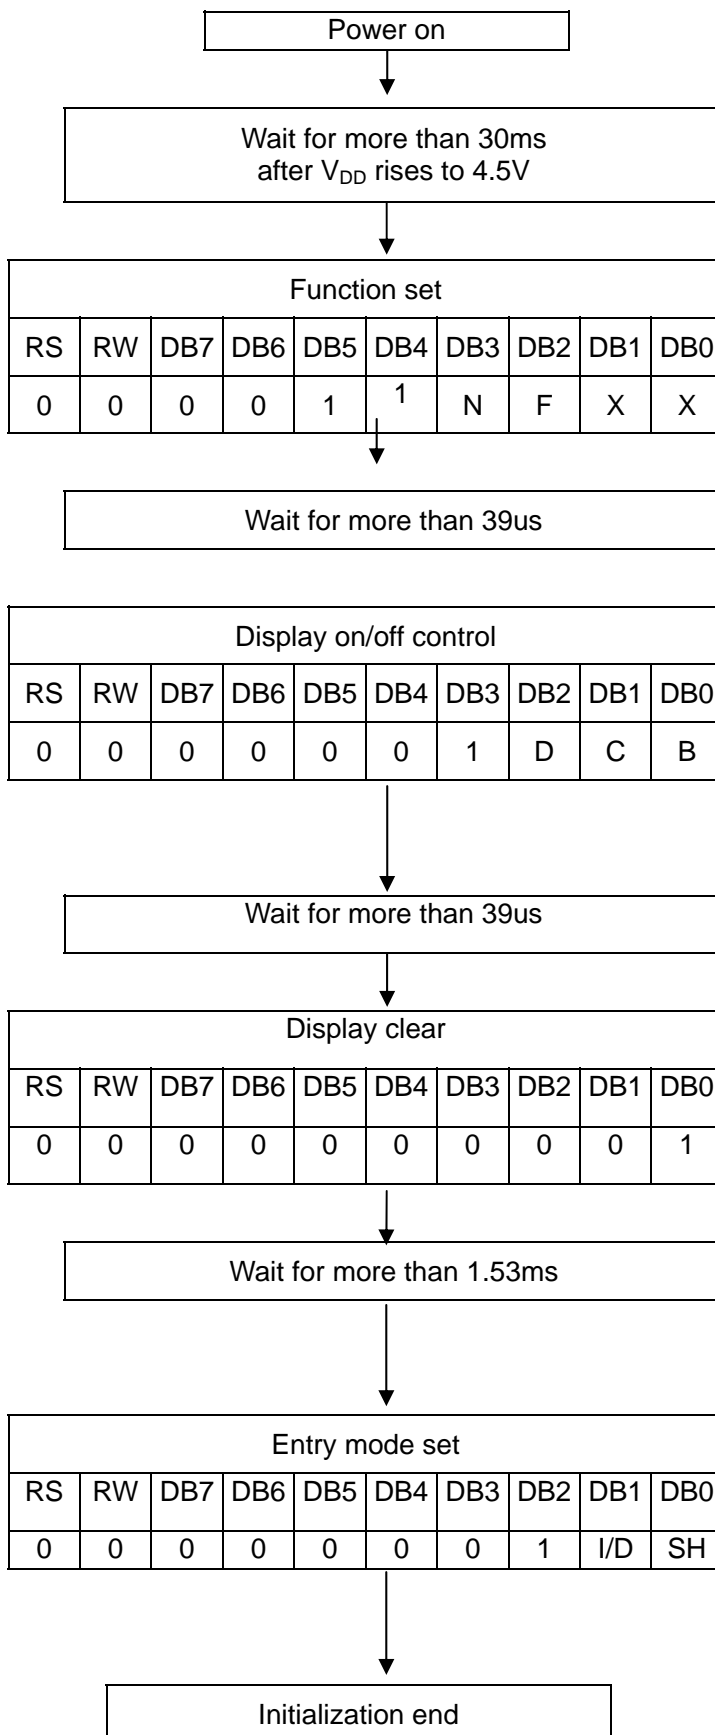 Power on
Wait for more than 30ms
after VDD rises to 4.5V
Function set
RS RW DB7 DB6 DB5 DB4 DB3 DB2 DB1 DB0
0 0 0 0 1 1 N F X X
Wait for more than 39us
Display on/off control
RS RW DB7 DB6 DB5 DB4 DB3 DB2 DB1 DB0
0 0 0 0 0 0 1 D C B
Wait for more than 39us
Display clear
RS RW DB7 DB6 DB5 DB4 DB3 DB2 DB1 DB0
0 0 0 0 0 0 0 0 0 1
Wait for more than 1.53ms
Entry mode set
RS RW DB7 DB6 DB5 DB4 DB3 DB2 DB1 DB0
0 0 0 0 0 0 0 1 I/D SH
Initialization end